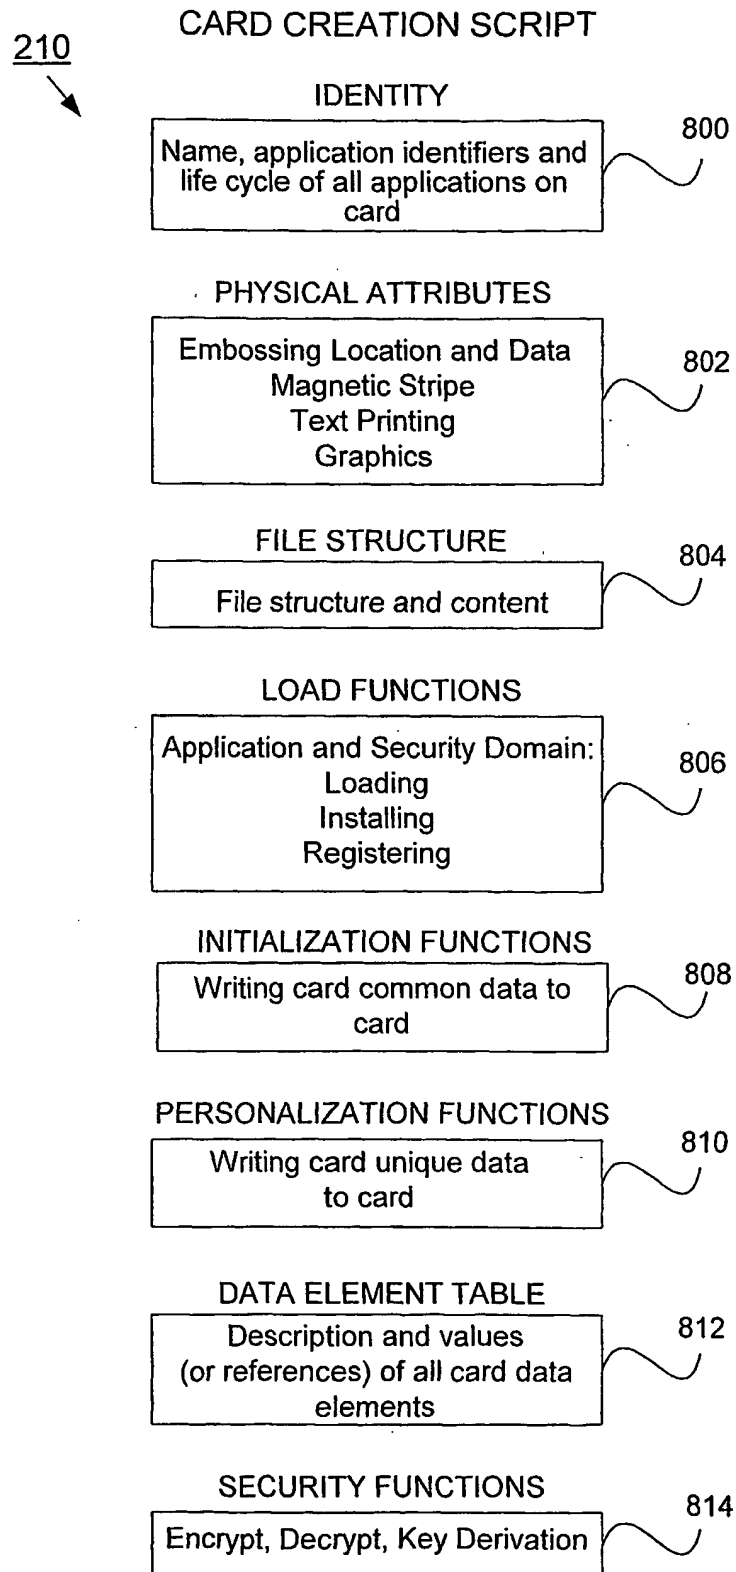 CARD CREATION SCRIPT
210
IDENTITY
Name, application identifiers and
life cycle of all applications on
card
800
PHYSICAL ATTRIBUTES
Embossing Location and Data
Magnetic Stripe
Text Printing
Graphics
802
FILE STRUCTURE
File structure and content
804
LOAD FUNCTIONS
Application and Security Domain:
Loading
Installing
Registering
806
INITIALIZATION FUNCTIONS
Writing card common data to
card
808
PERSONALIZATION FUNCTIONS
Writing card unique data
to card
810
DATA ELEMENT TABLE
Description and values
(or references) of all card data
elements
812
SECURITY FUNCTIONS
Encrypt, Decrypt, Key Derivation
814